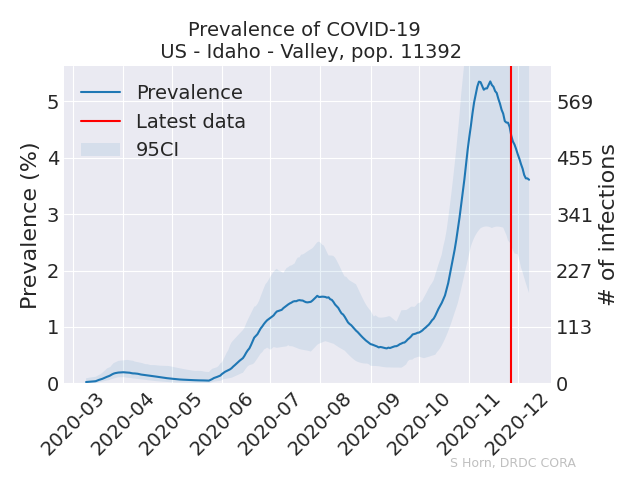 Prevalence of COVID-19
US - Idaho - Valley, pop. 11392
Prevalence
Latest data
95CI
Prevalence (%)
5
4
3
2
1
0
569
455
341
227
113
0
# of infections
2020-03
2020-04
2020-05
2020-06
2020-07
2020-08
2020-09
2020-10
2020-11
2020-12
S Horn, DRDC CORA